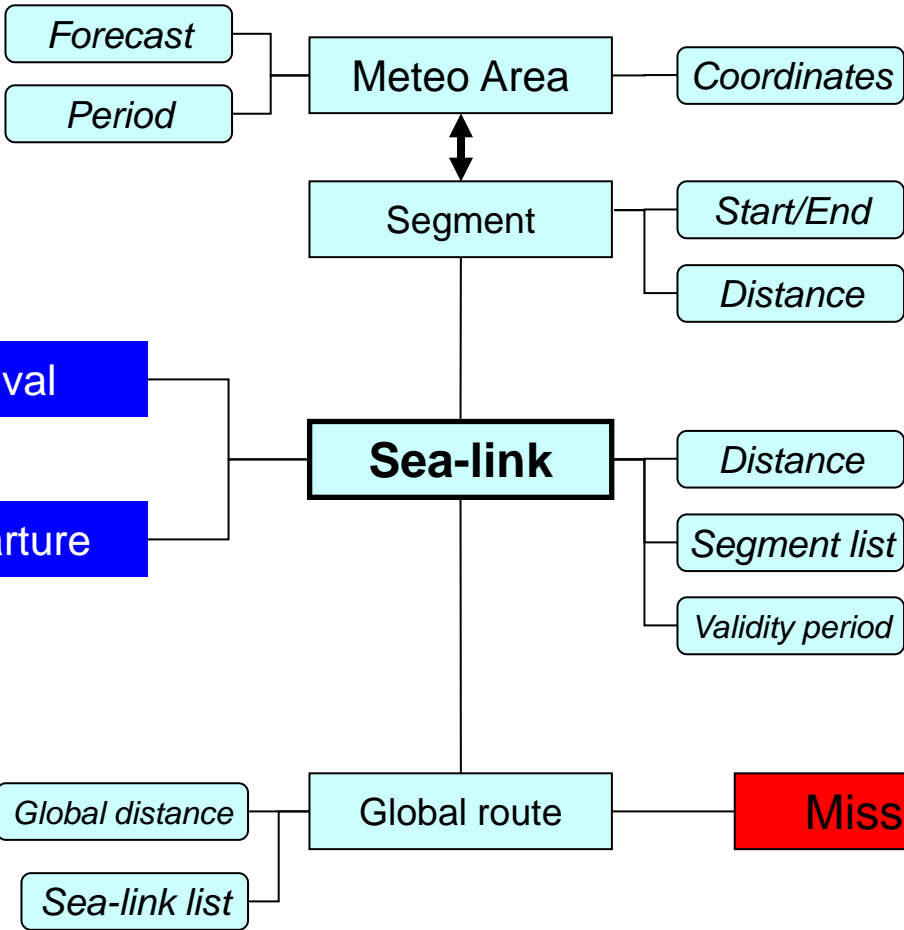 Forecast
Meteo Area
Coordinates
Period
Segment
Start/End
Distance
val
Sea-link
Distance
arture
Segment list
Validity period
Global distance
Global route
Miss
Sea-link list